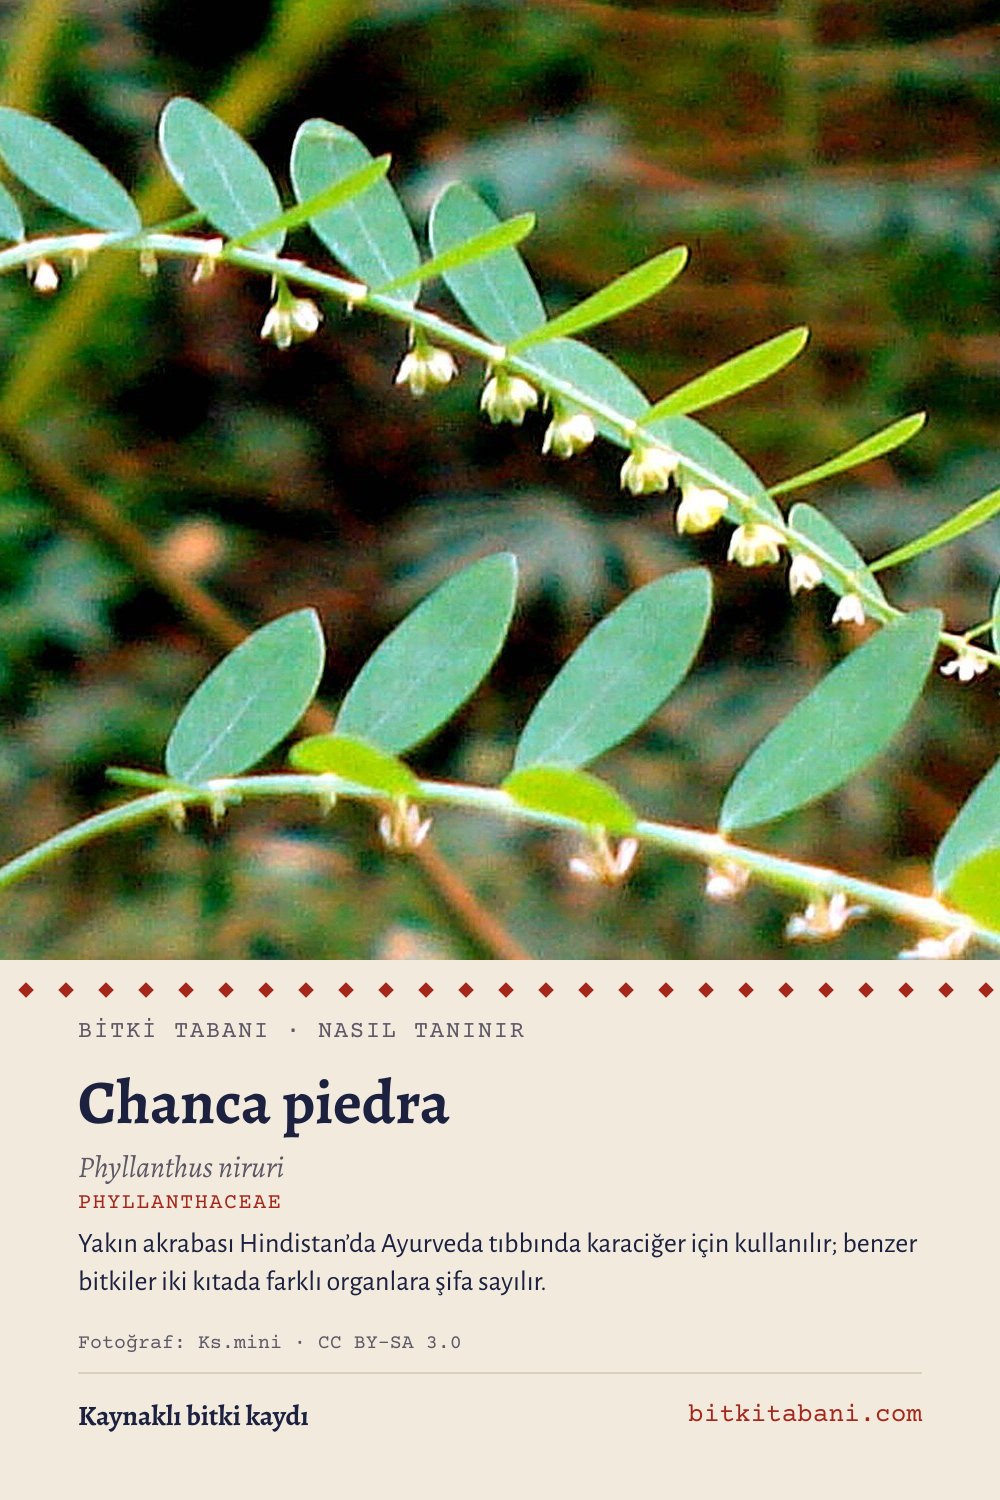 BİTKİ TABANI · NASIL TANINIR
Chanca piedra
Phyllanthus niruri
PHYLLANTHACEAE
Yakın akrabası Hindistan’da Ayurveda tıbbında karaciğer için kullanılır; benzer
bitkiler iki kıtada farklı organlara şifa sayılır.
Fotoğraf: Ks.mini · CC BY-SA 3.0
Kaynaklı bitki kaydı
bitkitabani.com